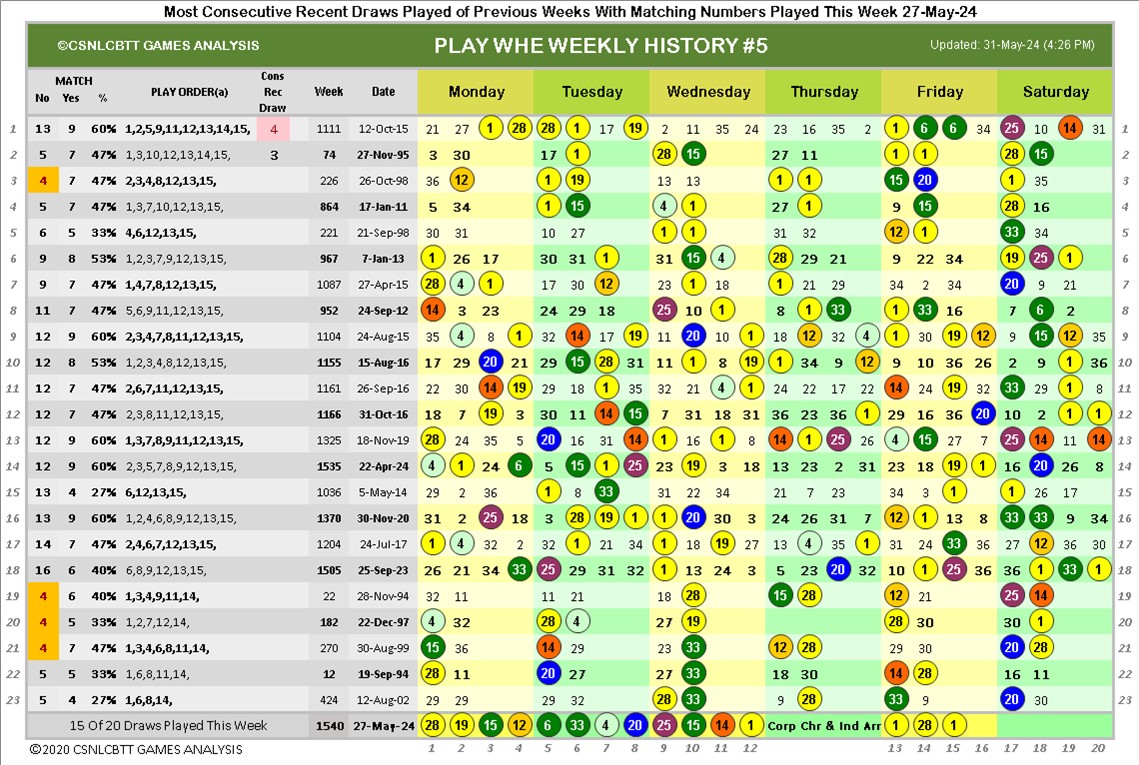 Most Consecutive Recent Draws Played of Previous Weeks With Matching Numbers Played This Week 27-May-24
©CSNLCBTT GAMES ANALYSIS PLAY WHE WEEKLY HISTORY #5 Updated: 31-May-24 (4:26 PM)
MATCH Cons
No Yes % PLAY ORDER(a) Rec Week Date Monday Tuesday Wednesday Thursday Friday Saturday
Draw
1 13 9 60% 1,2,5,9,11,12,13,14,15, 4 1111 12-Oct-15 21 27 1 28 28 1 17 19 2 11 35 24 23 16 35 2 1 6 6 34 25 10 14 31 1
2 5 7 47% 1,3,10,12,13,14,15, 3 74 27-Nov-95 3 30 17 1 28 15 27 11 1 1 28 15 2
3 4 7 47% 2,3,4,8,12,13,15, 226 26-Oct-98 36 12 1 19 13 13 1 1 15 20 1 35 3
4 5 7 47% 1,3,7,10,12,13,15, 864 17-Jan-11 5 34 1 6 4 1 27 1 9 15 28 16 4
5 6 5 33% 4,6,12,13,15, 221 21-Sep-98 30 31 10 27 1 1 31 32 12 1 33 34 5
6 9 8 53% 1,2,3,7,9,12,13,15, 967 7-Jan-13 1 26 17 30 31 1 31 15 4 28 29 21 9 22 34 19 25 1 6
7 9 7 47% 1,4,7,8,12,13,15, 1087 27-Apr-15 28 4 1 17 30 12 23 1 18 1 21 29 34 2 34 20 9 21 7
8 11 7 47% 5,6,9,11,12,13,15, 952 24-Sep-12 14 3 23 24 29 18 25 10 1 8 1 33 1 33 16 7 6 2 8
9 12 9 60% 2,3,4,7,8,11,12,13,15, 1104 24-Aug-15 35 4 8 1 32 14 17 19 11 20 10 1 18 12 32 4 1 30 19 12 9 15 12 35 9
10 12 8 53% 1,2,3,4,8,12,13,15, 1155 15-Aug-16 17 29 20 21 29 15 28 31 11 1 8 19 1 34 9 12 9 10 36 26 2 9 1 36 10
11 12 7 47% 2,6,7,11,12,13,15, 1161 26-Sep-16 22 30 14 19 29 18 1 35 32 21 4 1 24 22 17 22 14 24 19 32 33 29 1 8 11
12 12 7 47% 2,3,8,11,12,13,15, 1166 31-Oct-16 18 7 19 3 30 11 14 15 7 31 18 31 36 23 36 1 29 16 36 20 10 2 1 1 12
13 12 9 60% 1,3,7,8,9,11,12,13,15, 1325 18-Nov-19 28 24 35 5 20 16 31 14 1 16 1 8 14 1 25 26 4 15 27 7 25 14 11 14 13
14 12 9 60% 2,3,5,7,8,9,12,13,15, 1535 22-Apr-24 4 1 24 6 5 15 1 25 23 19 3 18 13 23 2 31 23 18 19 1 16 20 26 8 14
15 13 4 27% 6,12,13,15, 1036 5-May-14 29 2 36 1 8 33 31 22 34 21 7 23 34 3 1 1 26 17 15
16 13 9 60% 1,2,4,6,8,9,12,13,15, 1378 30-Nov-20 31 2 25 18 3 28 19 1 1 20 30 3 24 26 31 7 12 1 13 8 33 33 9 34 16
17 14 7 47% 2,4,6,7,12,13,15, 1204 24-Jul-17 1 4 32 2 32 1 21 34 1 18 19 27 13 4 35 1 31 24 33 36 27 12 36 30 17
18 16 6 40% 6,8,9,12,13,15, 1505 25-Sep-23 26 21 34 33 25 29 31 32 1 13 24 3 5 23 20 32 10 1 25 36 36 1 33 1 18
19 4 6 40% 1,3,4,9,11,14, 22 28-Nov-94 32 11 11 21 18 28 15 28 12 21 25 14 19
20 4 5 33% 1,2,7,12,14, 182 22-Dec-97 4 32 28 4 27 19 28 30 30 1 20
21 4 7 47% 1,3,4,6,8,11,14, 270 30-Aug-99 15 36 14 29 23 33 12 28 29 30 20 28 21
22 5 5 33% 1,6,8,11,14, 12 19-Sep-94 28 11 20 27 27 33 18 30 14 28 16 11 22
23 5 4 27% 1,6,8,14, 424 12-Aug-02 29 29 29 32 28 33 9 28 33 9 20 30 23
15 Of 20 Draws Played This Week 1540 27-May-24 28 19 15 12 6 33 4 20 25 15 14 1 Corp Chr & Ind Arr 1 28 1
©2020 CSNLCBTT GAMES ANALYSIS 1 2 3 4 5 6 7 8 9 10 11 12 13 14 15 16 17 18 19 20